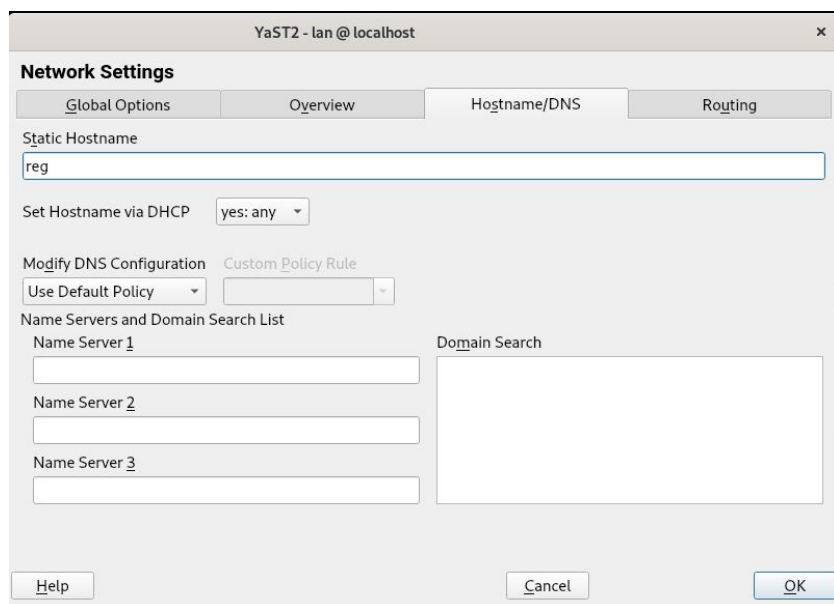 YaST2 - lan @ localhost ×
Network Settings
Global Options Overview Hostname/DNS Routing
Static Hostname
reg
Set Hostname via DHCP yes: any
Modify DNS Configuration Custom Policy Rule
Use Default Policy
Name Servers and Domain Search List
Name Server 1 Domain Search
Name Server 2
Name Server 3
Help Cancel OK